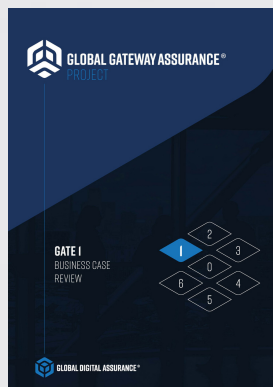 GLOBAL GATEWAY ASSURANCE®
PROJECT
GATE 1
BUSINESS CASE
REVIEW
2
1
3
0
6
4
5
GLOBAL DIGITAL ASSURANCE®